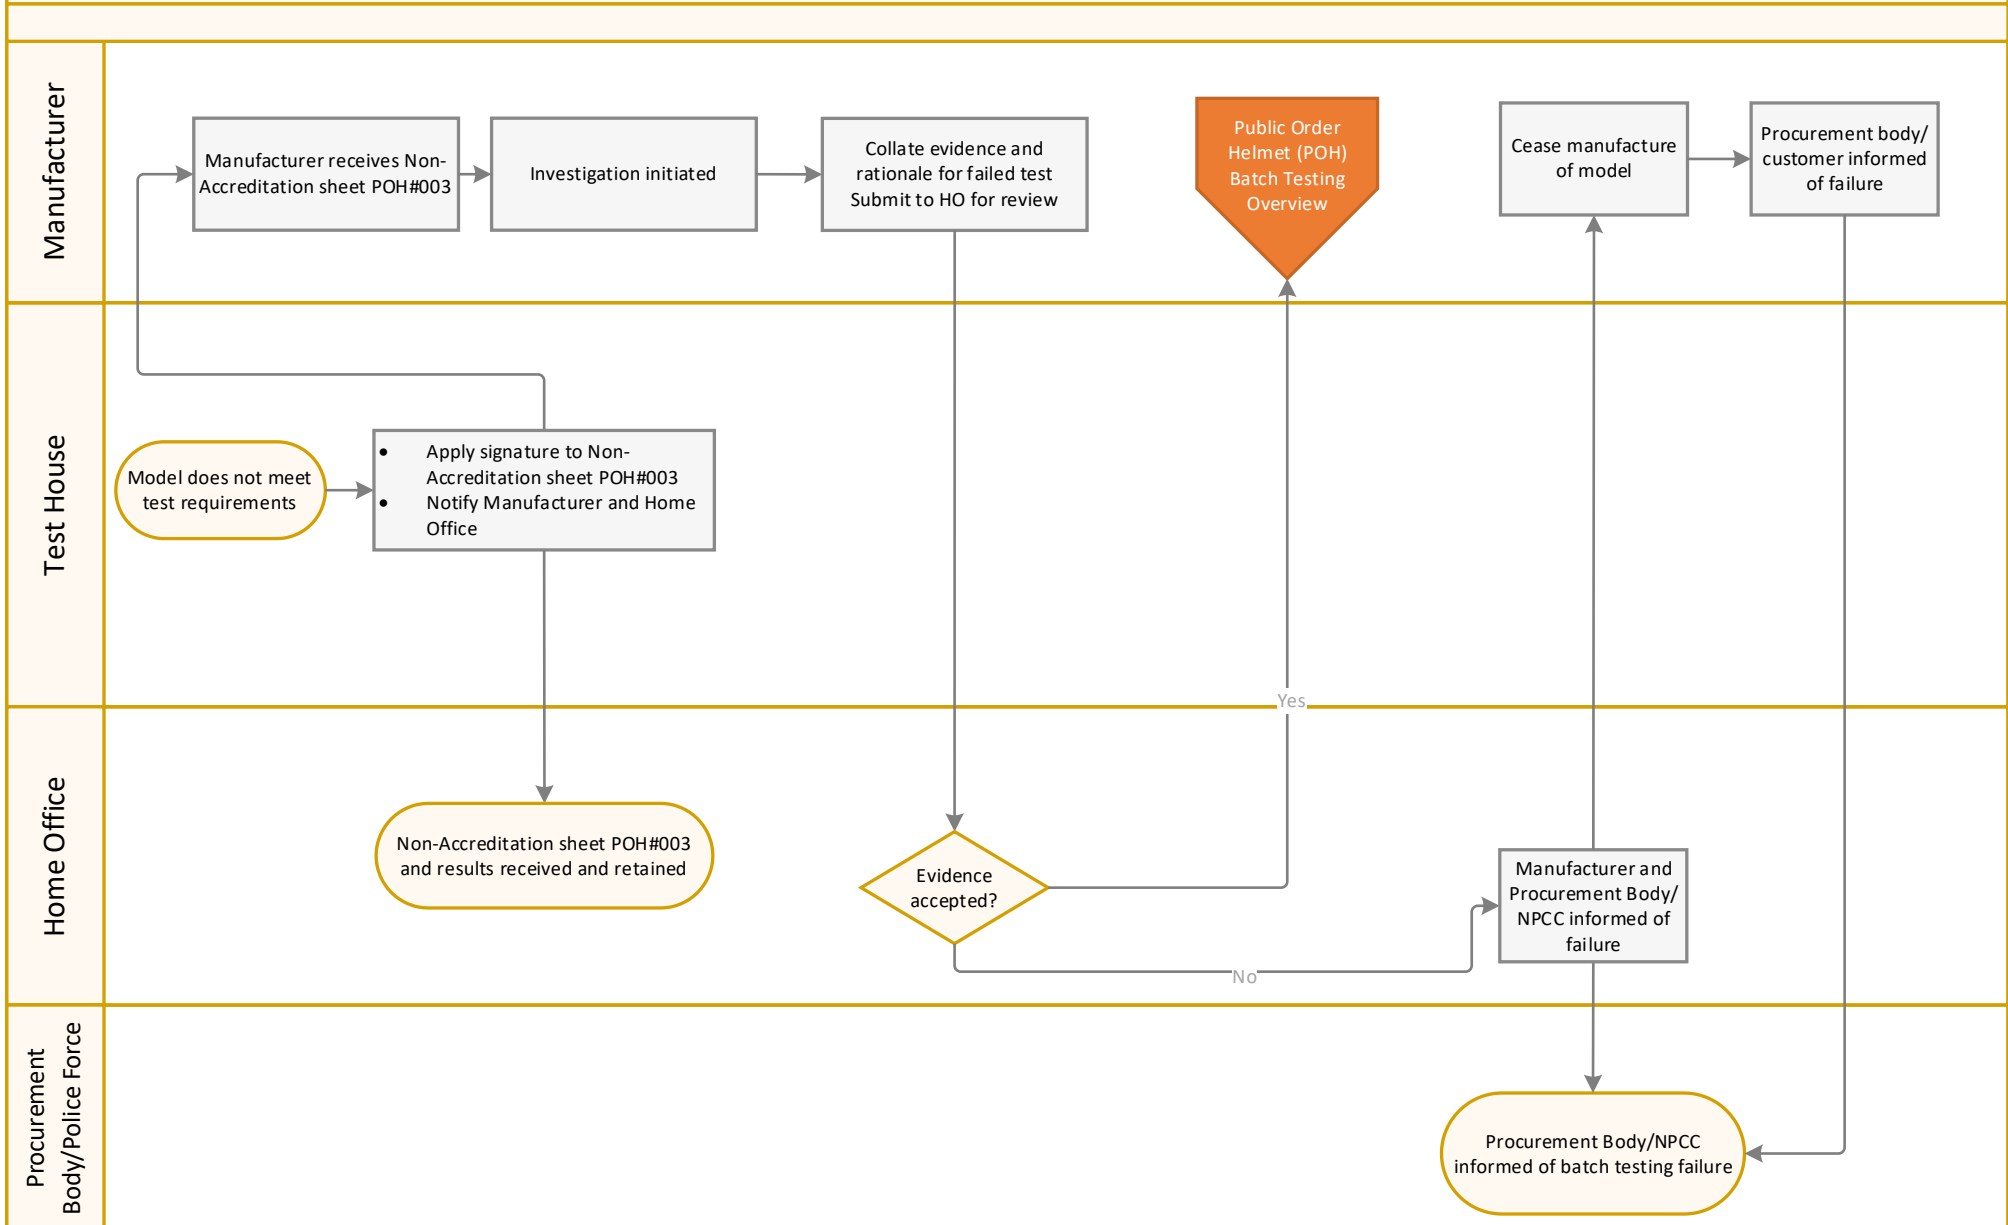 Manufacturer
Manufacturer receives Non-
Accreditation sheet POH#003
Investigation initiated
Collate evidence and
rationale for failed test
Submit to HO for review
Public Order
Helmet (POH)
Batch Testing
Overview
Cease manufacture
of model
Procurement body/
customer informed
of failure
Test House
Model does not meet
test requirements
• Apply signature to Non-
Accreditation sheet POH#003
• Notify Manufacturer and Home
Office
Yes
Home Office
Non-Accreditation sheet POH#003
and results received and retained
Evidence
accepted?
Manufacturer and
Procurement Body/
NPCC informed of
failure
No
Procurement
Body/Police Force
Procurement Body/NPCC
informed of batch testing failure